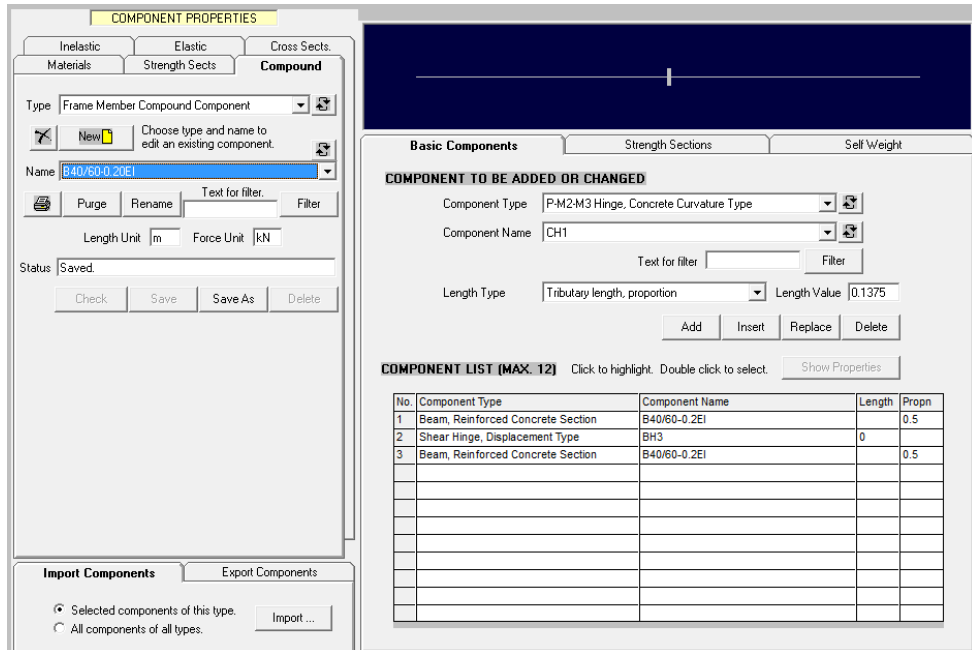 COMPONENT PROPERTIES
Inelastic Elastic Cross Sects.
Materials Strength Sects Compound
Type Frame Member Compound Component
New Choose type and name to
edit an existing component.
Name B40/60-0.20EI
Purge Rename Text for filter. Filter
Length Unit m Force Unit kN
Status Saved.
Check Save Save As Delete
Import Components Export Components
Selected components of this type.
All components of all types.
Import ...
Basic Components Strength Sections Self Weight
COMPONENT TO BE ADDED OR CHANGED
Component Type P-M2-M3 Hinge, Concrete Curvature Type
Component Name CH1
Text for filter Filter
Length Type Tributary length, proportion Length Value 0.1375
Add Insert Replace Delete
COMPONENT LIST (MAX. 12) Click to highlight. Double click to select. Show Properties
No. Component Type Component Name Length Propn
1 Beam, Reinforced Concrete Section B40/60-0.2EI 0.5
2 Shear Hinge, Displacement Type BH3 0
3 Beam, Reinforced Concrete Section B40/60-0.2EI 0.5